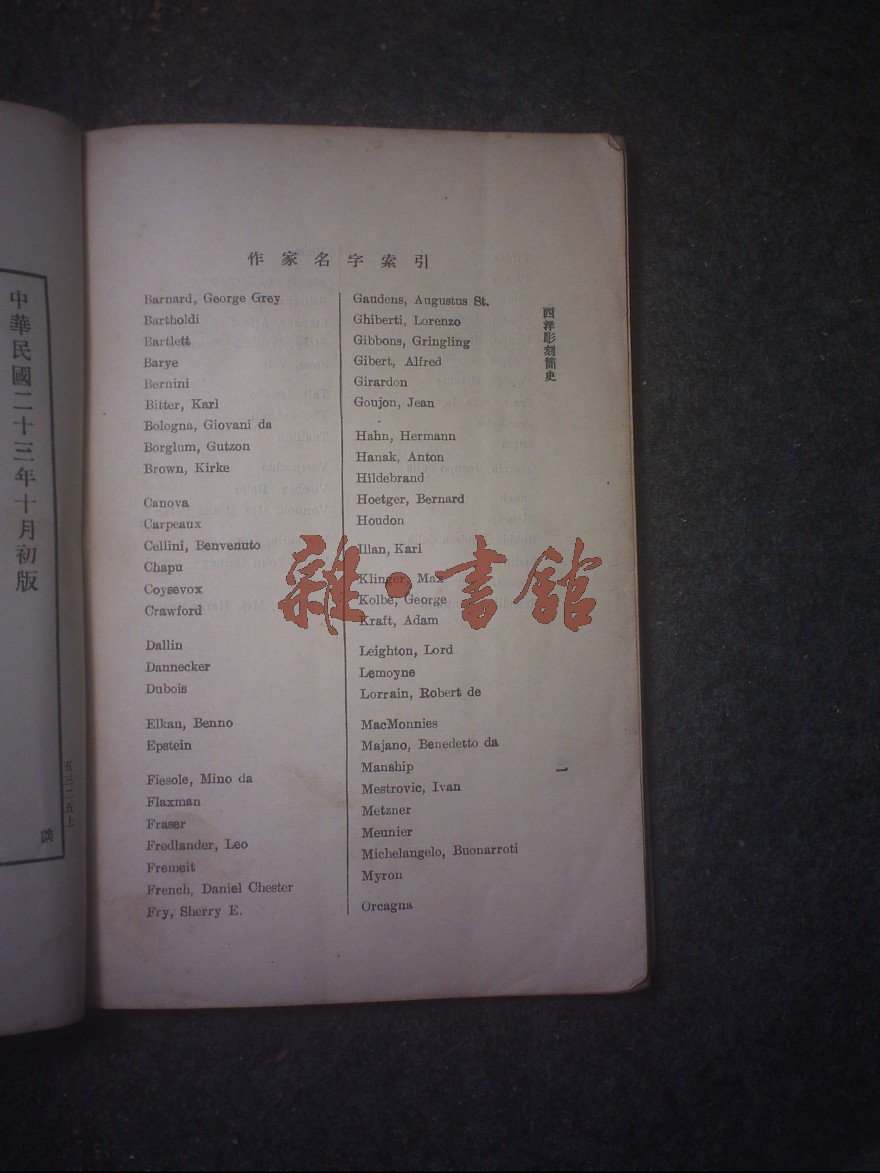 中華民國二十三年十月初版
五三二五上
作家名字索引
Barnard, George Grey
Bartholdi
Bartlett
Barye
Bernini
Bitter, Karl
Bologna, Giovani da
Borglum, Gutzon
Brown, Kirke
Canova
Carpeaux
Cellini, Benvenuto
Chapu
Coysevox
Crawford
Dallin
Dannecker
Dubois
Elkan, Benno
Epstein
Fiesole, Mino da
Flaxman
Fraser
Fredlander, Leo
Fremeit
French, Daniel Chester
Fry, Sherry E.
Gaudens, Augustus St.
Ghiberti, Lorenzo
Gibbons, Gringling
Gibert, Alfred
Girardon
Goujon, Jean
Hahn, Hermann
Hanak, Anton
Hildebrand
Hoetger, Bernard
Houdon
Illan, Karl
Klinger, Max
Kolbe, George
Kraft, Adam
Leighton, Lord
Lemoyne
Lorrain, Robert de
MacMonnies
Majano, Benedetto da
Manship
Mestrovic, Ivan
Metzner
Meunier
Michelangelo, Buonarroti
Myron
Orcagna
西洋彫刻簡史
一
雜·書館